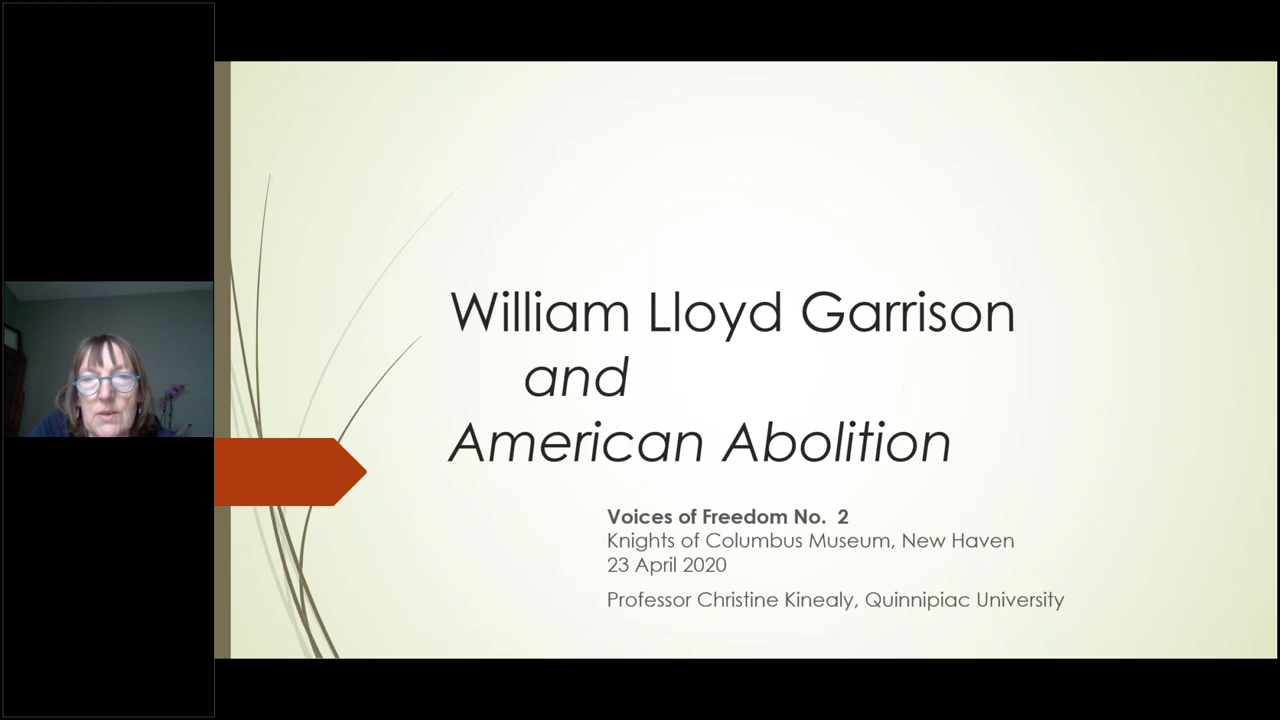 William Lloyd Garrison
and
American Abolition
Voices of Freedom No. 2
Knights of Columbus Museum, New Haven
23 April 2020
Professor Christine Kinealy, Quinnipiac University